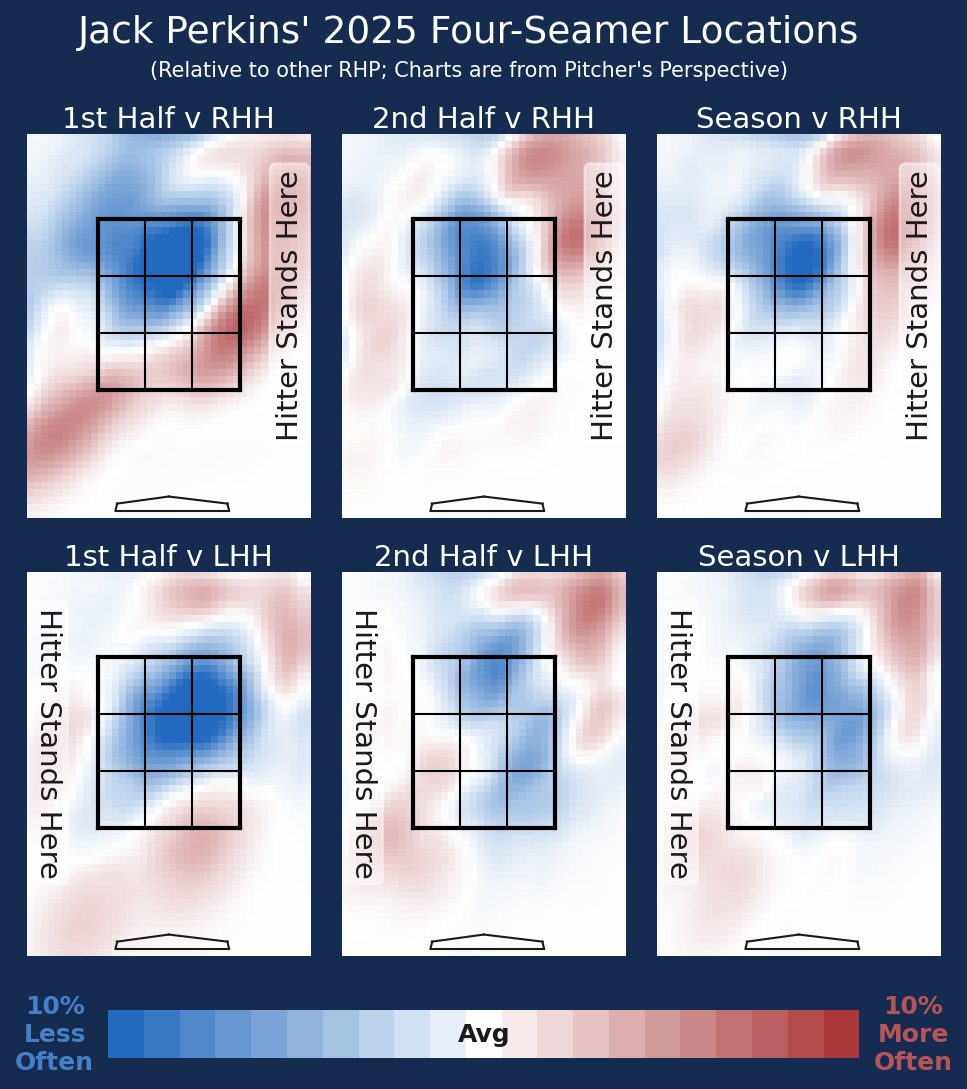 Jack Perkins' 2025 Four-Seamer Locations
(Relative to other RHP; Charts are from Pitcher's Perspective)
1st Half v RHH
2nd Half v RHH
Season v RHH
Hitter Stands Here
Hitter Stands Here
Hitter Stands Here
1st Half v LHH
2nd Half v LHH
Season v LHH
Hitter Stands Here
Hitter Stands Here
Hitter Stands Here
10%
Less
Often
Avg
10%
More
Often